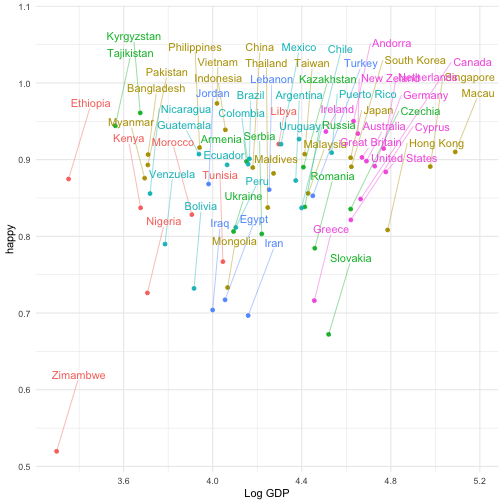 1.1
Kyrgyzstan
Philippines
China
Mexico
Chile
Andorra
Tajikistan
Vietnam
Thailand
Taiwan
Turkey
South Korea
Canada
Pakistan
Indonesia
Lebanon
Kazakhstan
New Zeland
Netherlands
Singapore
1.0
Bangladesh
Jordan
Brazil
Argentina
Puerto Rico
Germany
Macau
Ethiopia
Nicaragua
Colombia
Libya
Ireland
Japan
Czechia
Myanmar
Guatemala
Uruguay
Russia
Australia
Cyprus
Kenya
Morocco
Armenia
Serbia
Malaysia
Great Britain
Hong Kong
0.9
Ecuador
Maldives
United States
Venzuela
Tunisia
Peru
Romania
Bolivia
Ukraine
Nigeria
Iraq
Egypt
Greece
0.8
Mongolia
Iran
Slovakia
happy
0.7
0.6
Zimambwe
0.5
3.6
4.0
4.4
4.8
5.2
Log GDP